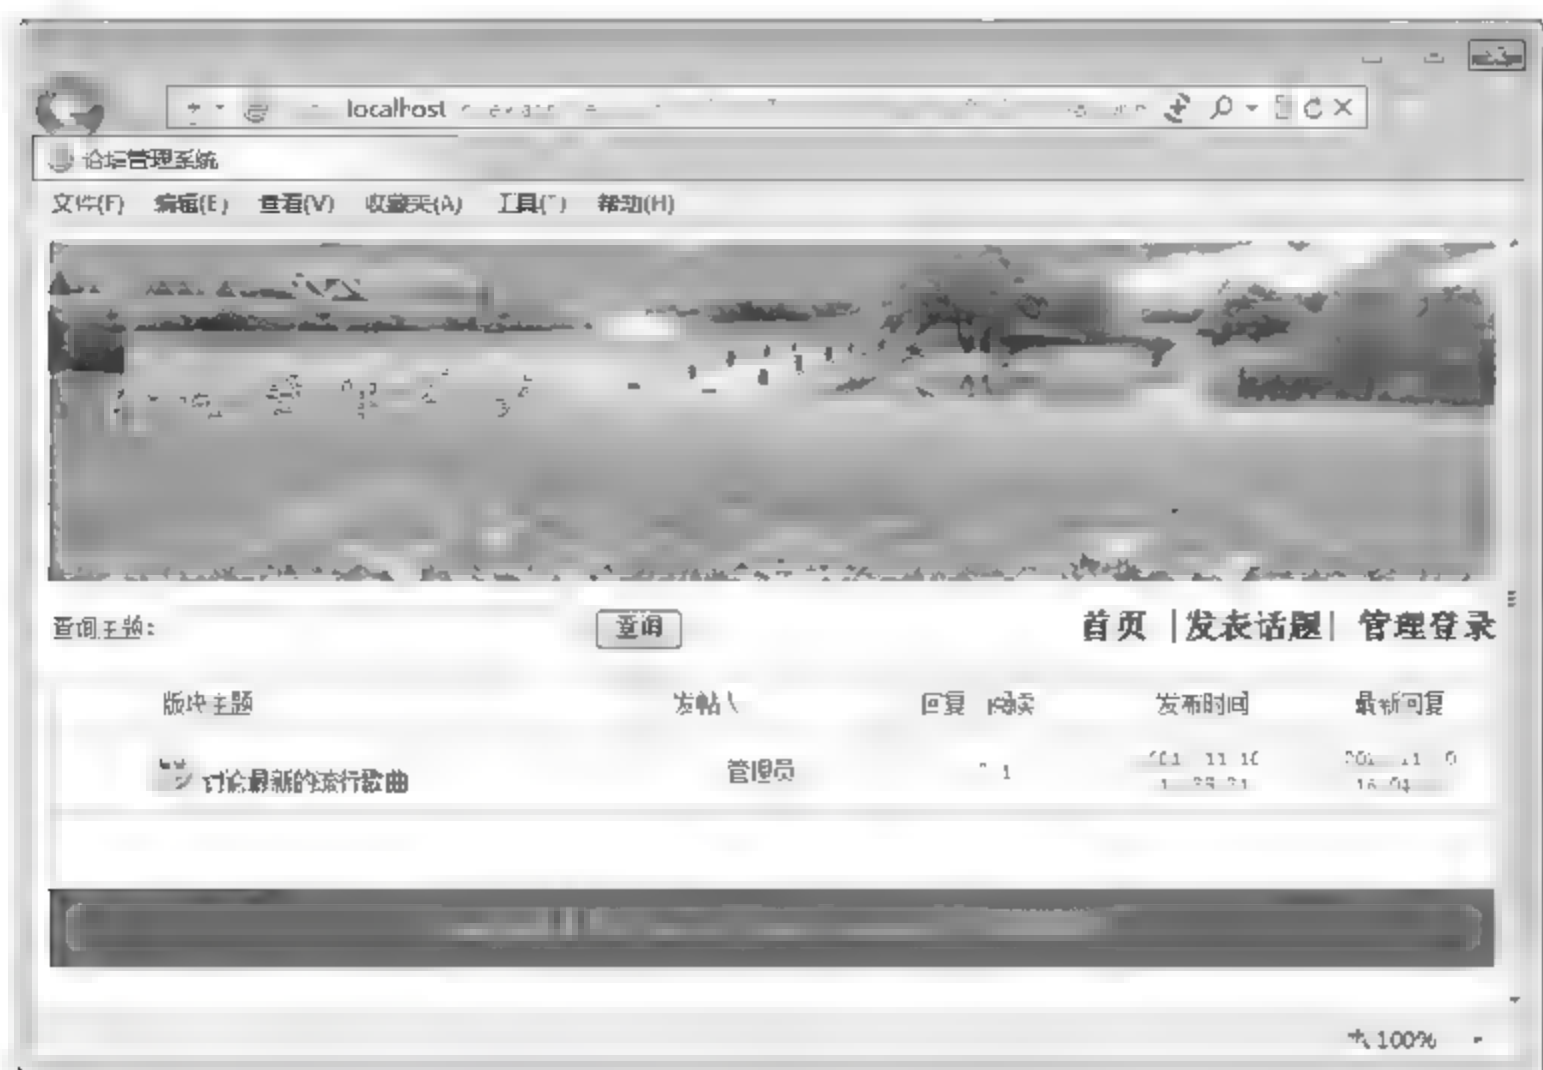 localhost
论坛管理系统
文件(F) 编辑(E) 查看(V) 收藏夹(A) 工具(T) 帮助(H)
查询主题: 查询 首页 |发表话题| 管理登录
版块主题 发帖人 回复 阅读 发布时间 最新回复
讨论最新的流行歌曲 管理员
100%